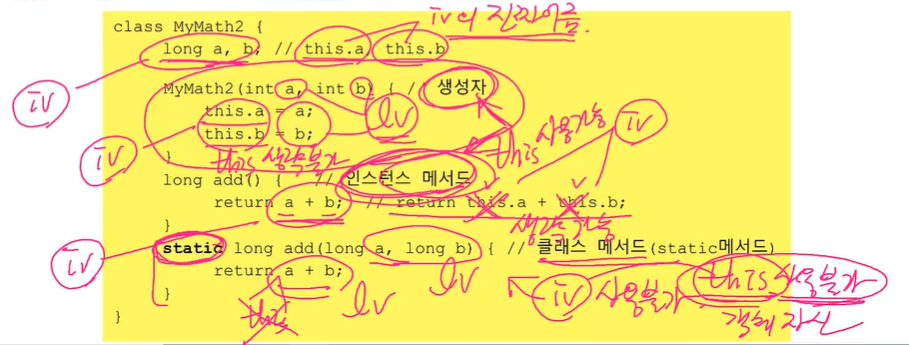 iv의 진짜이름.
class MyMath2 {
long a, b; // this.a this.b
iv
MyMath2(int a, int b) { // 생성자
this.a = a;
lv
iv
this.b = b;
this 사용가능
iv
}
this 생략불가
long add() { // 인스턴스 메서드
return a + b; // return this.a + this.b;
생략가능
}
iv
static long add(long a, long b) { // 클래스 메서드(static메서드)
lv
return a + b;
lv
iv 사용불가
this 사용불가
}
this
객체 자신
}